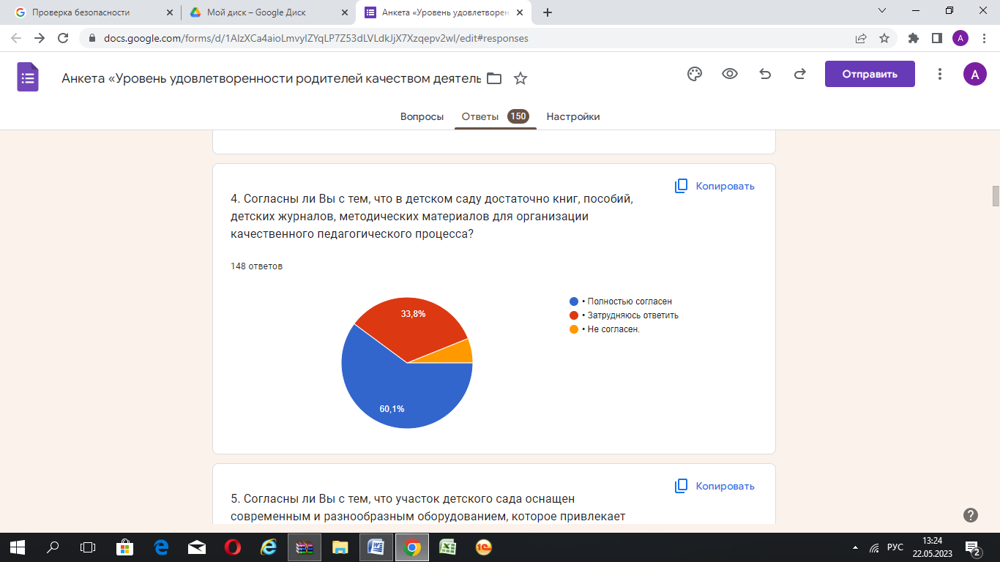 Проверка безопасности
Мой диск – Google Диск
Анкета «Уровень удовлетворен
docs.google.com/forms/d/1AlzXCa4aioLmvyIZYqLP7Z53dLVLdkJjX7Xzqepv2wI/edit#responses
A
Анкета «Уровень удовлетворенности родителей качеством деятель
Отправить
A
Вопросы
Ответы 150
Настройки
Копировать
4. Согласны ли Вы с тем, что в детском саду достаточно книг, пособий,
детских журналов, методических материалов для организации
качественного педагогического процесса?
148 ответов
33,8%
60,1%
• Полностью согласен
• Затрудняюсь ответить
• Не согласен.
Копировать
5. Согласны ли Вы с тем, что участок детского сада оснащен
современным и разнообразным оборудованием, которое привлекает
РУС
13:24
22.05.2023
2